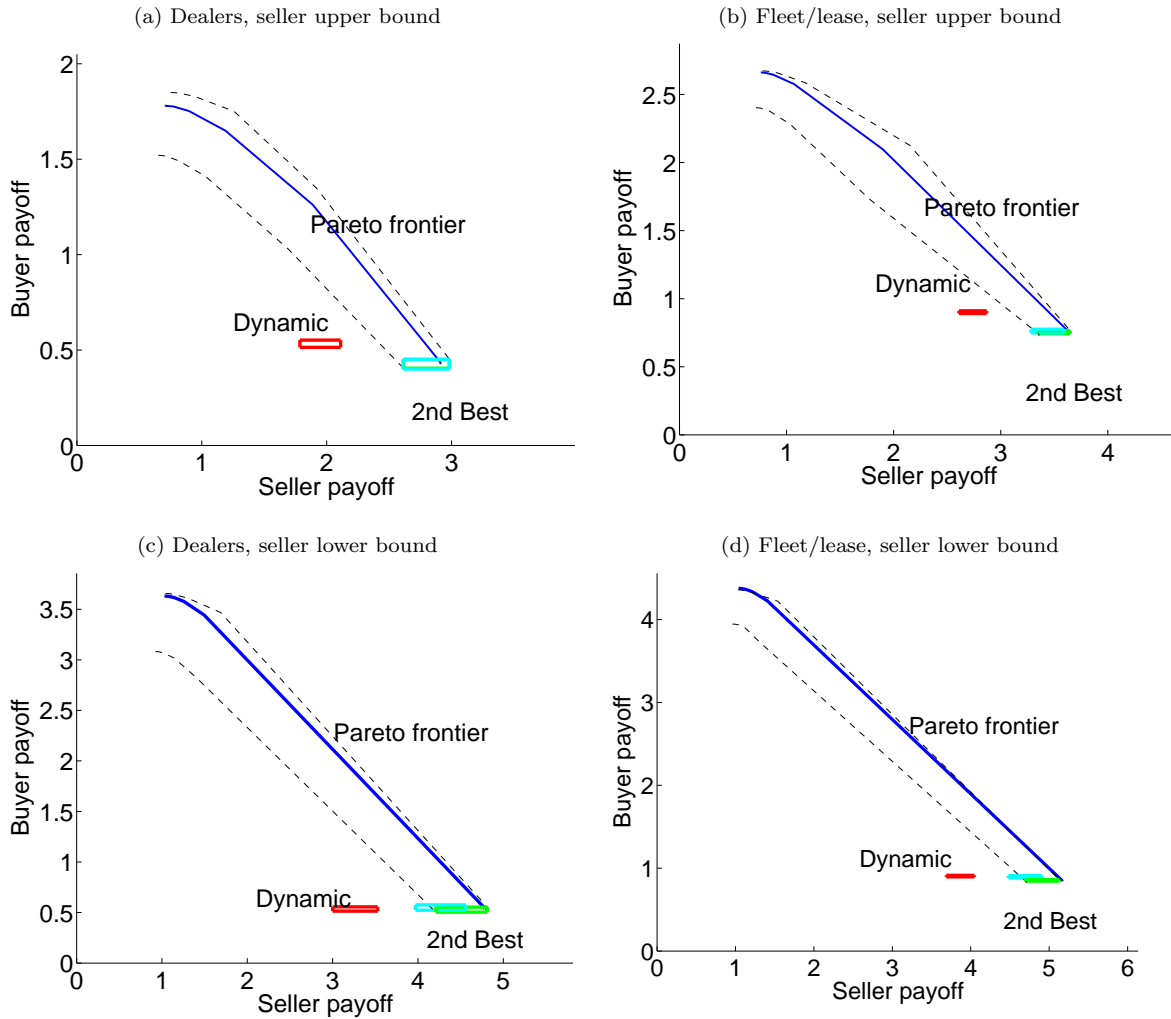 (a) Dealers, seller upper bound
2
1.5
1
0.5
0
0
1
2
3
Buyer payoff
Seller payoff
Pareto frontier
Dynamic
2nd Best
(b) Fleet/lease, seller upper bound
2.5
2
1.5
1
0.5
0
0
1
2
3
4
Buyer payoff
Seller payoff
Pareto frontier
Dynamic
2nd Best
(c) Dealers, seller lower bound
3.5
3
2.5
2
1.5
1
0.5
0
0
1
2
3
4
5
Buyer payoff
Seller payoff
Pareto frontier
Dynamic
2nd Best
(d) Fleet/lease, seller lower bound
4
3
2
1
0
0
1
2
3
4
5
6
Buyer payoff
Seller payoff
Pareto frontier
Dynamic
2nd Best